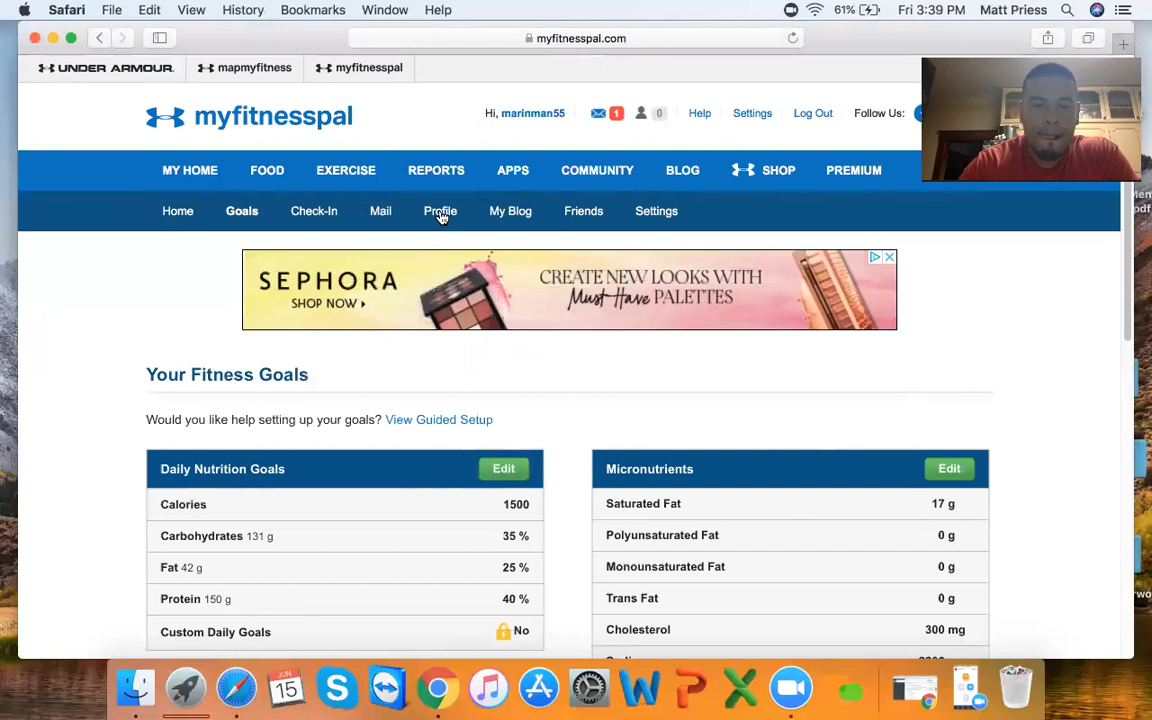 Safari File Edit View History Bookmarks Window Help 61% Fri 3:39 PM Matt Priess
myfitnesspal.com
UNDER ARMOUR. mapmyfitness myfitnesspal
myfitnesspal Hi, marinman55 1 0 Help Settings Log Out Follow Us:
MY HOME FOOD EXERCISE REPORTS APPS COMMUNITY BLOG SHOP PREMIUM
Home Goals Check-In Mail Profile My Blog Friends Settings
SEPHORA
SHOP NOW
CREATE NEW LOOKS WITH
Must-Have PALETTES
Your Fitness Goals
Would you like help setting up your goals? View Guided Setup
Daily Nutrition Goals Edit
Calories 1500
Carbohydrates 131 g 35 %
Fat 42 g 25 %
Protein 150 g 40 %
Custom Daily Goals No
Micronutrients Edit
Saturated Fat 17 g
Polyunsaturated Fat 0 g
Monounsaturated Fat 0 g
Trans Fat 0 g
Cholesterol 300 mg
JUN
15